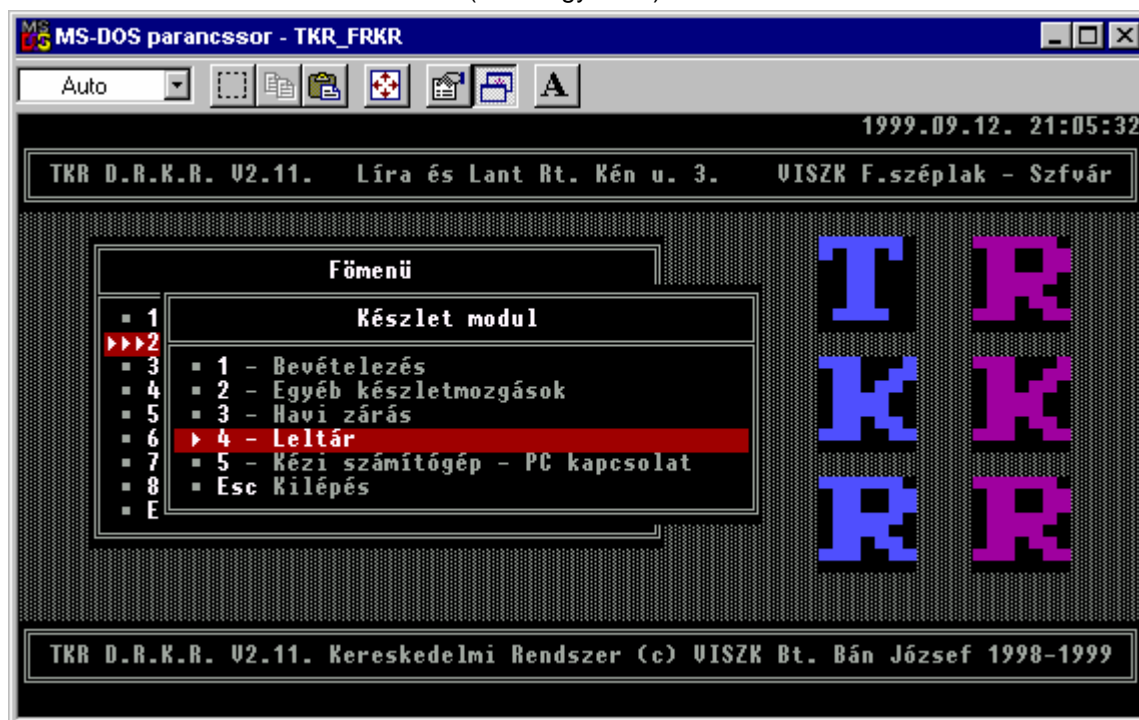 MS-DOS parancssor - TKR_FRKR
Auto
A
1999.09.12. 21:05:32
TKR D.R.K.R. V2.11. Líra és Lant Rt. Kén u. 3. VISZK F.széplak - Szfvár
Fömenü
Készlet modul
1
2
3
4
5
6
7
8
E
1 - Bevételezés
2 - Egyéb készletmozgások
3 - Havi zárás
4 - Leltár
5 - Kézi számítógép - PC kapcsolat
Esc Kilépés
T R
K K
R R
TKR D.R.K.R. V2.11. Kereskedelmi Rendszer (c) VISZK Bt. Bán József 1998-1999